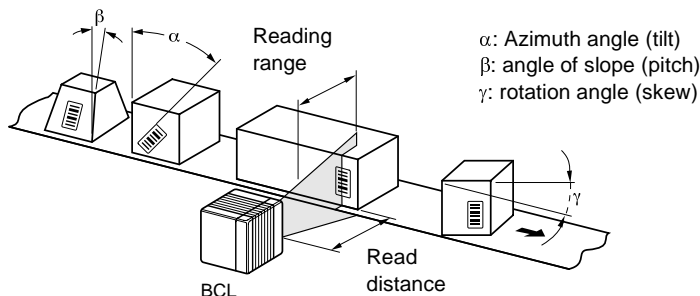 β
α
Reading
range
α: Azimuth angle (tilt)
β: angle of slope (pitch)
γ: rotation angle (skew)
γ
Read
distance
BCL